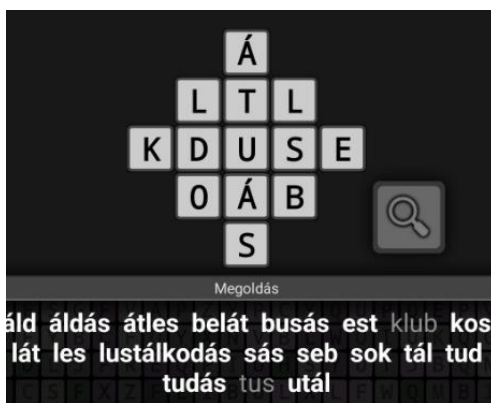 Á
L T L
K D U S E
O Á B
S
Megoldás
áld áldás átles belát busás est klub kos
lát les lustálkodás sás seb sok tál tud
tudás tus utál